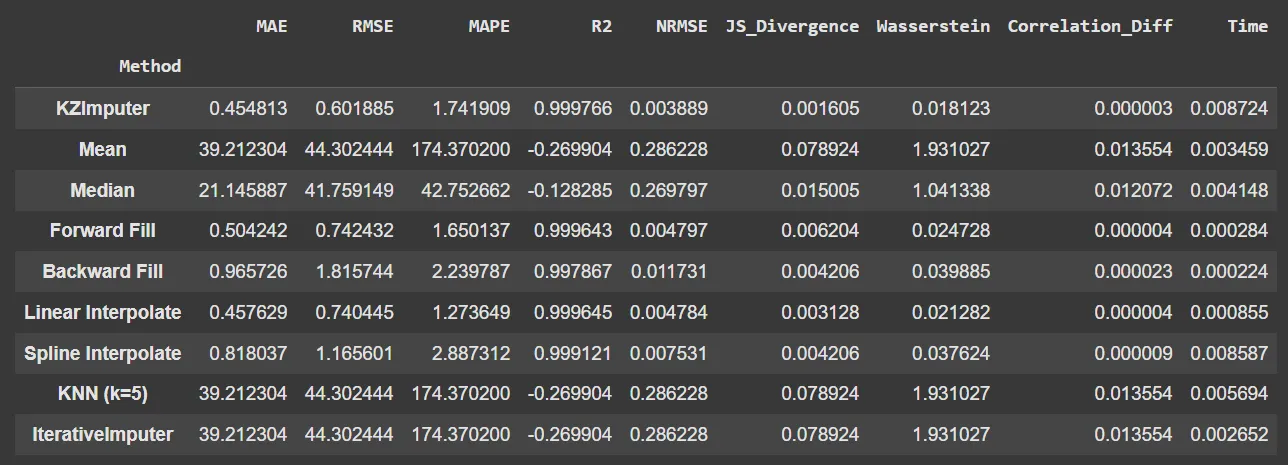 MAE RMSE MAPE R2 NRMSE JS_Divergence Wasserstein Correlation_Diff Time
Method
KZImputer 0.454813 0.601885 1.741909 0.999766 0.003889 0.001605 0.018123 0.000003 0.008724
Mean 39.212304 44.302444 174.370200 -0.269904 0.286228 0.078924 1.931027 0.013554 0.003459
Median 21.145887 41.759149 42.752662 -0.128285 0.269797 0.015005 1.041338 0.012072 0.004148
Forward Fill 0.504242 0.742432 1.650137 0.999643 0.004797 0.006204 0.024728 0.000004 0.000284
Backward Fill 0.965726 1.815744 2.239787 0.997867 0.011731 0.004206 0.039885 0.000023 0.000224
Linear Interpolate 0.457629 0.740445 1.273649 0.999645 0.004784 0.003128 0.021282 0.000004 0.000855
Spline Interpolate 0.818037 1.165601 2.887312 0.999121 0.007531 0.004206 0.037624 0.000009 0.008587
KNN (k=5) 39.212304 44.302444 174.370200 -0.269904 0.286228 0.078924 1.931027 0.013554 0.005694
IterativeImputer 39.212304 44.302444 174.370200 -0.269904 0.286228 0.078924 1.931027 0.013554 0.002652